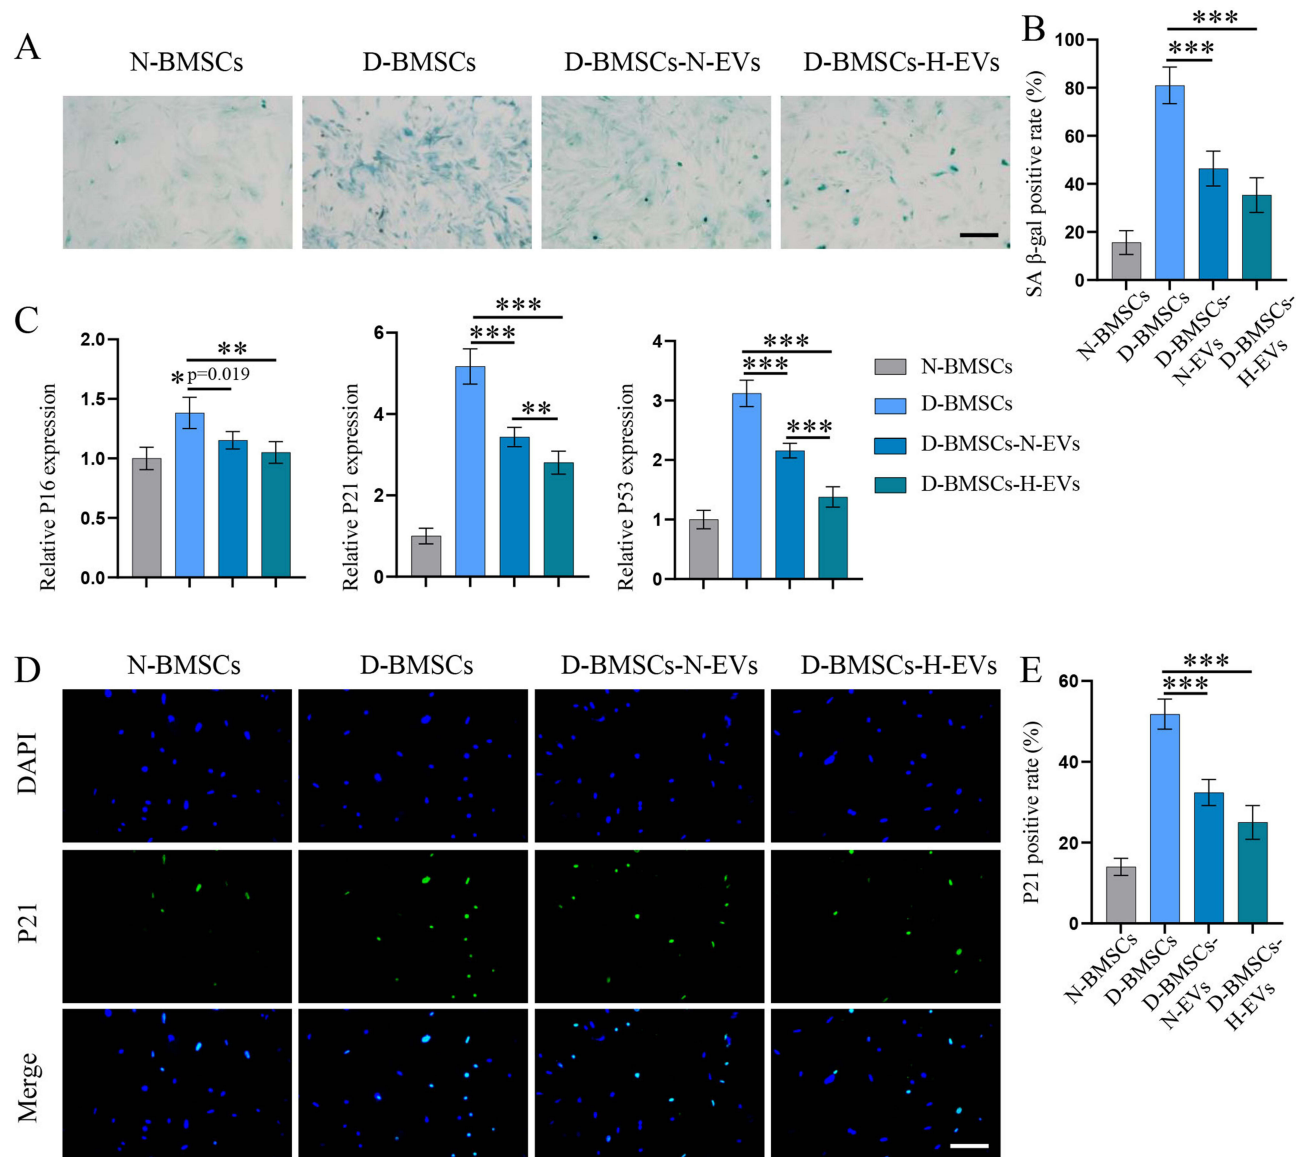 A
N-BMSCs
D-BMSCs
D-BMSCs-N-EVs
D-BMSCs-H-EVs
B
***
***
SA β-gal positive rate (%)
100
80
60
40
20
0
N-BMSCs
D-BMSCs
D-BMSCs-
N-EVs
D-BMSCs-
H-EVs
C
**
* p=0.019
Relative P16 expression
2.0
1.5
1.0
0.5
0.0
***
***
**
Relative P21 expression
6
4
2
0
***
***
***
Relative P53 expression
4
3
2
1
0
N-BMSCs
D-BMSCs
D-BMSCs-N-EVs
D-BMSCs-H-EVs
D
N-BMSCs
D-BMSCs
D-BMSCs-N-EVs
D-BMSCs-H-EVs
DAPI
P21
Merge
E
***
***
P21 positive rate (%)
60
40
20
0
N-BMSCs
D-BMSCs
D-BMSCs-
N-EVs
D-BMSCs-
H-EVs